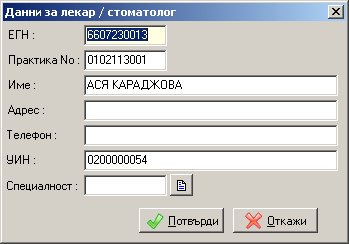 Данни за лекар / стоматолог
ЕГН : 6607230013
Практика No : 0102113001
Име : АСЯ КАРАДЖОВА
Адрес :
Телефон :
УИН : 0200000054
Специалност :
Потвърди Откажи